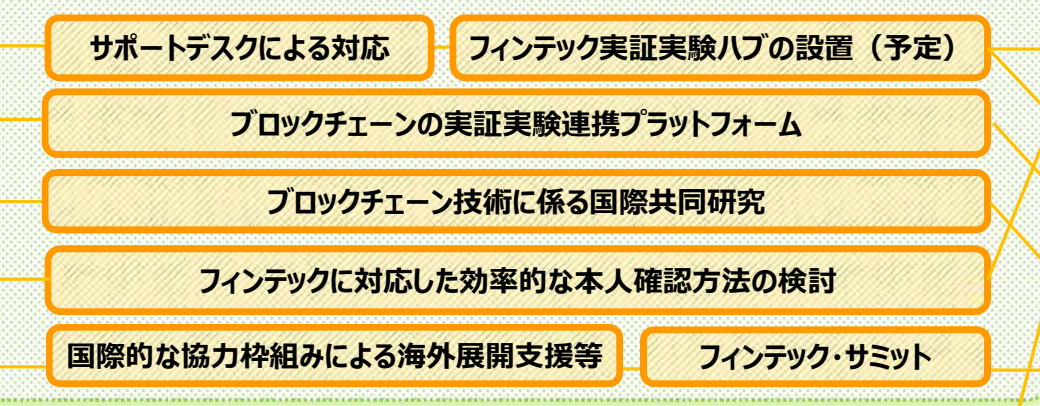 サポートデスクによる対応
フィンテック実証実験ハブの設置（予定）
ブロックチェーンの実証実験連携プラットフォーム
ブロックチェーン技術に係る国際共同研究
フィンテックに対応した効率的な本人確認方法の検討
国際的な協力枠組みによる海外展開支援等
フィンテック・サミット